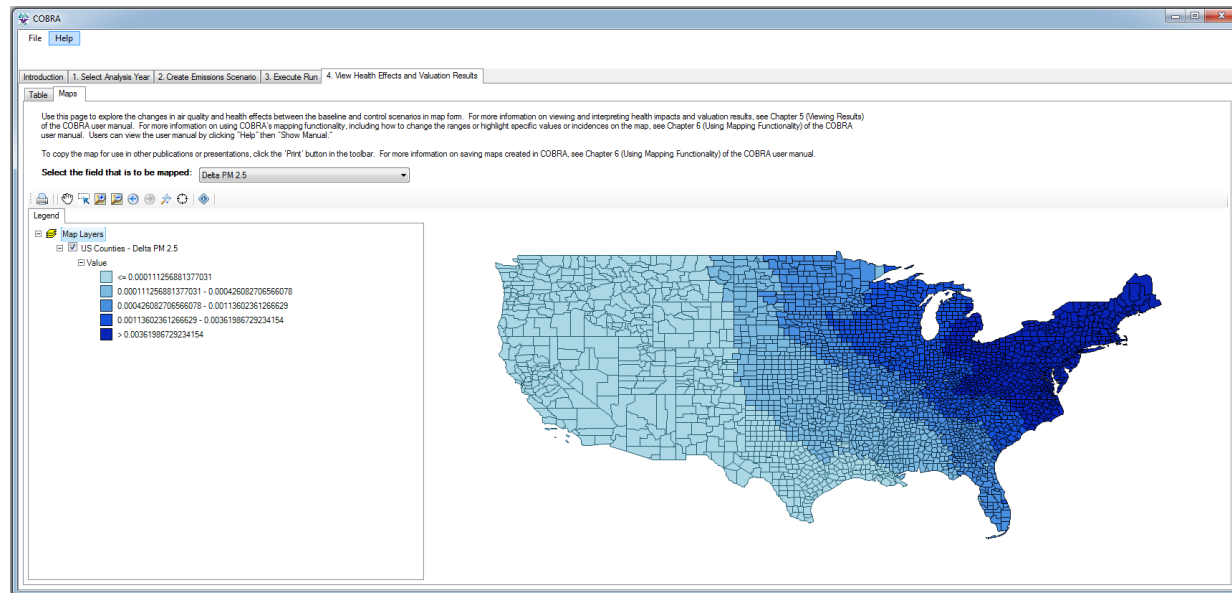 COBRA
File Help
Introduction 1. Select Analysis Year 2. Create Emissions Scenario 3. Execute Run 4. View Health Effects and Valuation Results
Table Maps
Use this page to explore the changes in air quality and health effects between the baseline and control scenarios in map form. For more information on viewing and interpreting health impacts and valuation results, see Chapter 5 (Viewing Results)
of the COBRA user manual. For more information on using COBRA's mapping functionality, including how to change the ranges or highlight specific values or incidences on the map, see Chapter 6 (Using Mapping Functionality) of the COBRA
user manual. Users can view the user manual by clicking "Help" then "Show Manual."
To copy the map for use in other publications or presentations, click the 'Print' button in the toolbar. For more information on saving maps created in COBRA, see Chapter 6 (Using Mapping Functionality) of the COBRA user manual.
Select the field that is to be mapped: Delta PM 2.5
Legend
Map Layers
US Counties - Delta PM 2.5
Value
<= 0.000111256881377031
0.000111256881377031 - 0.000426082706566078
0.000426082706566078 - 0.00113602361266629
0.00113602361266629 - 0.00361986729234154
> 0.00361986729234154